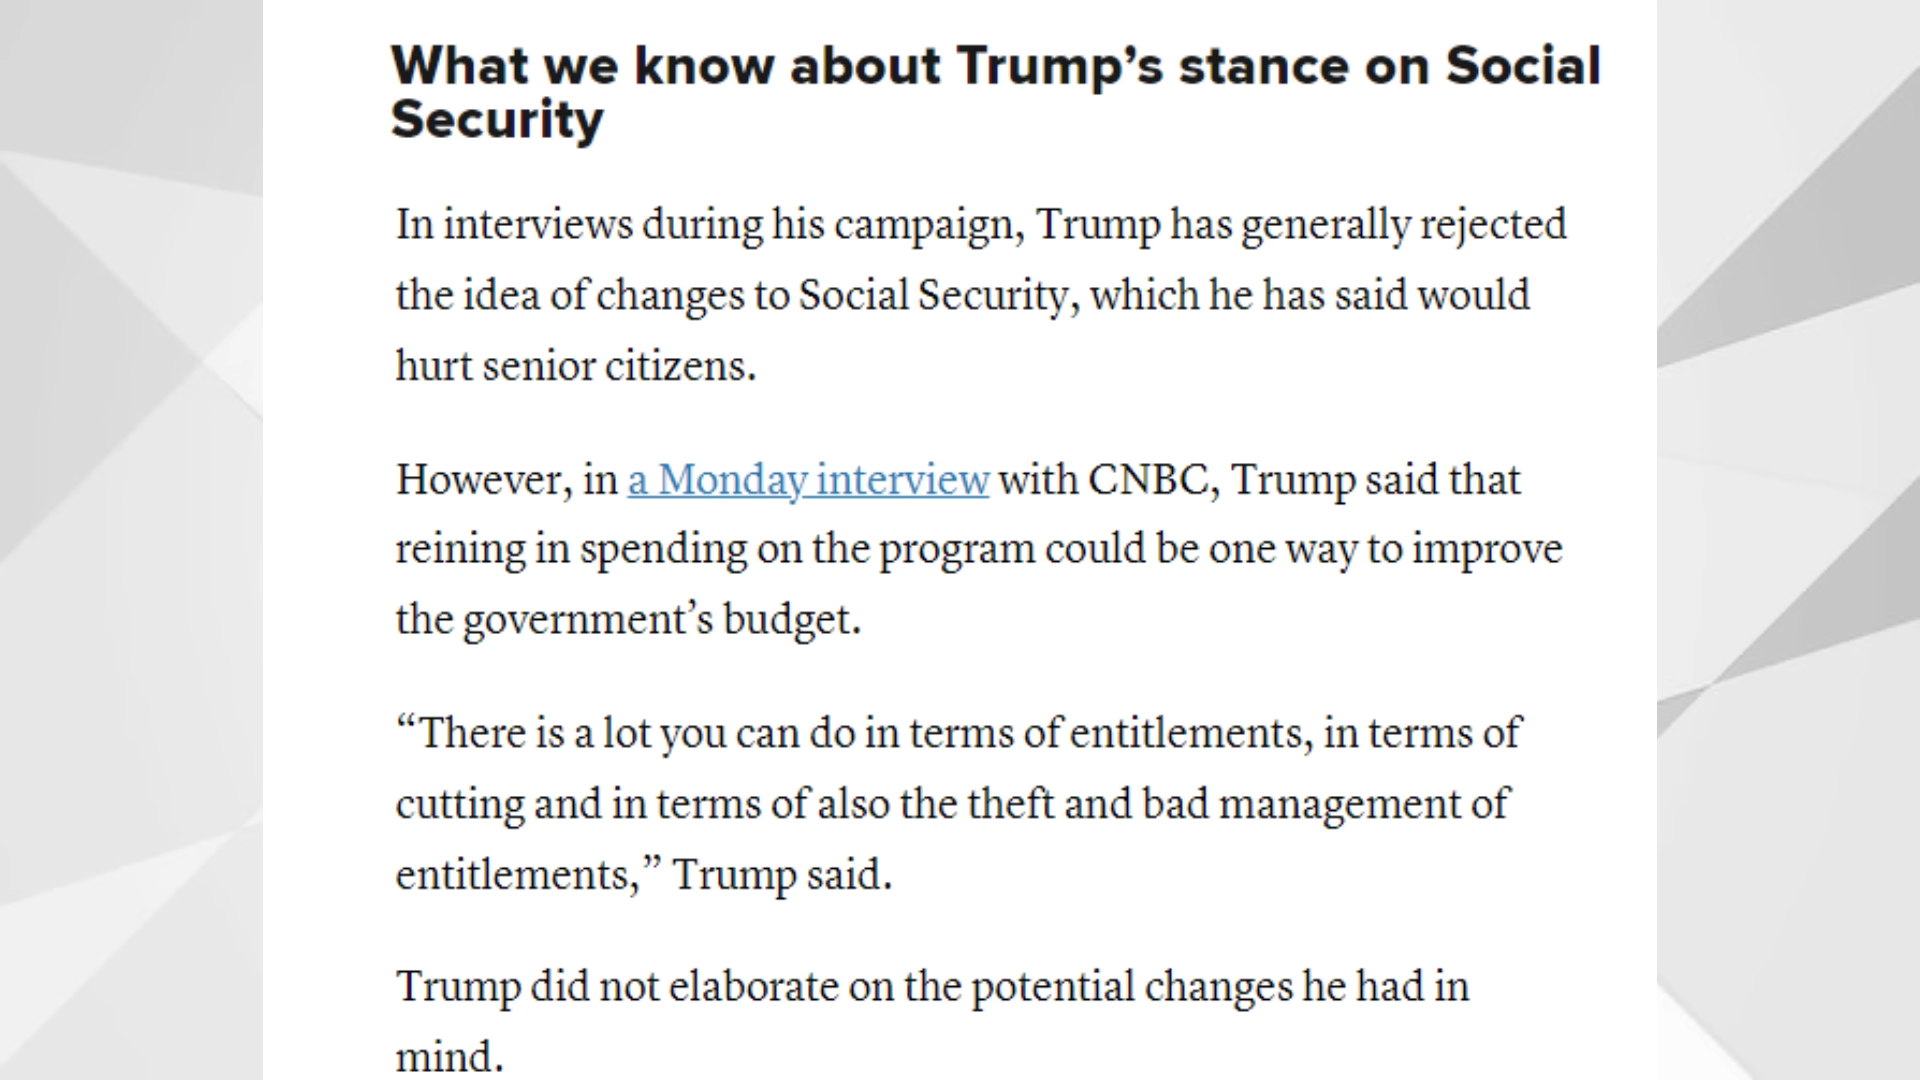 What we know about Trump’s stance on Social
Security
In interviews during his campaign, Trump has generally rejected
the idea of changes to Social Security, which he has said would
hurt senior citizens.
However, in a Monday interview with CNBC, Trump said that
reining in spending on the program could be one way to improve
the government’s budget.
“There is a lot you can do in terms of entitlements, in terms of
cutting and in terms of also the theft and bad management of
entitlements,” Trump said.
Trump did not elaborate on the potential changes he had in
mind.